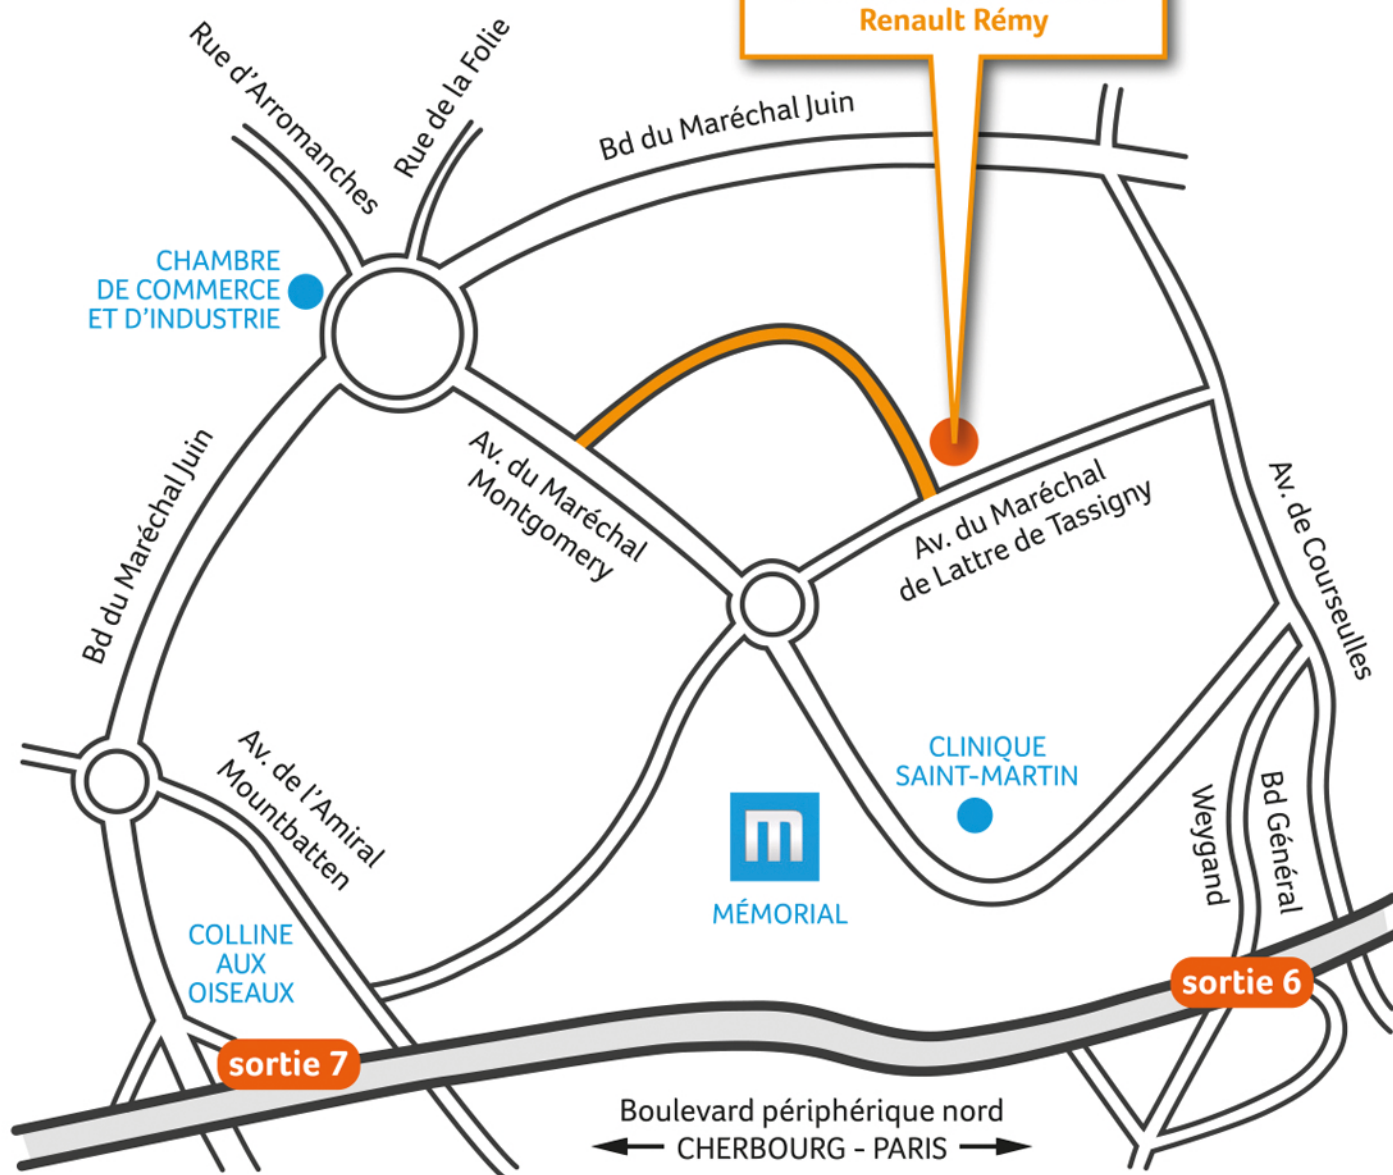 Renault Rémy
Rue d'Arromanches
Rue de la Folie
Bd du Maréchal Juin
CHAMBRE
DE COMMERCE
ET D'INDUSTRIE
Av. du Maréchal
Montgomery
Av. du Maréchal
de Lattre de Tassigny
Av. de Courseulles
Bd du Maréchal Juin
Av. de l'Amiral
Mountbatten
CLINIQUE
SAINT-MARTIN
m
MÉMORIAL
Bd Général
Weygand
COLLINE
AUX
OISEAUX
sortie 6
sortie 7
Boulevard périphérique nord
CHERBOURG - PARIS